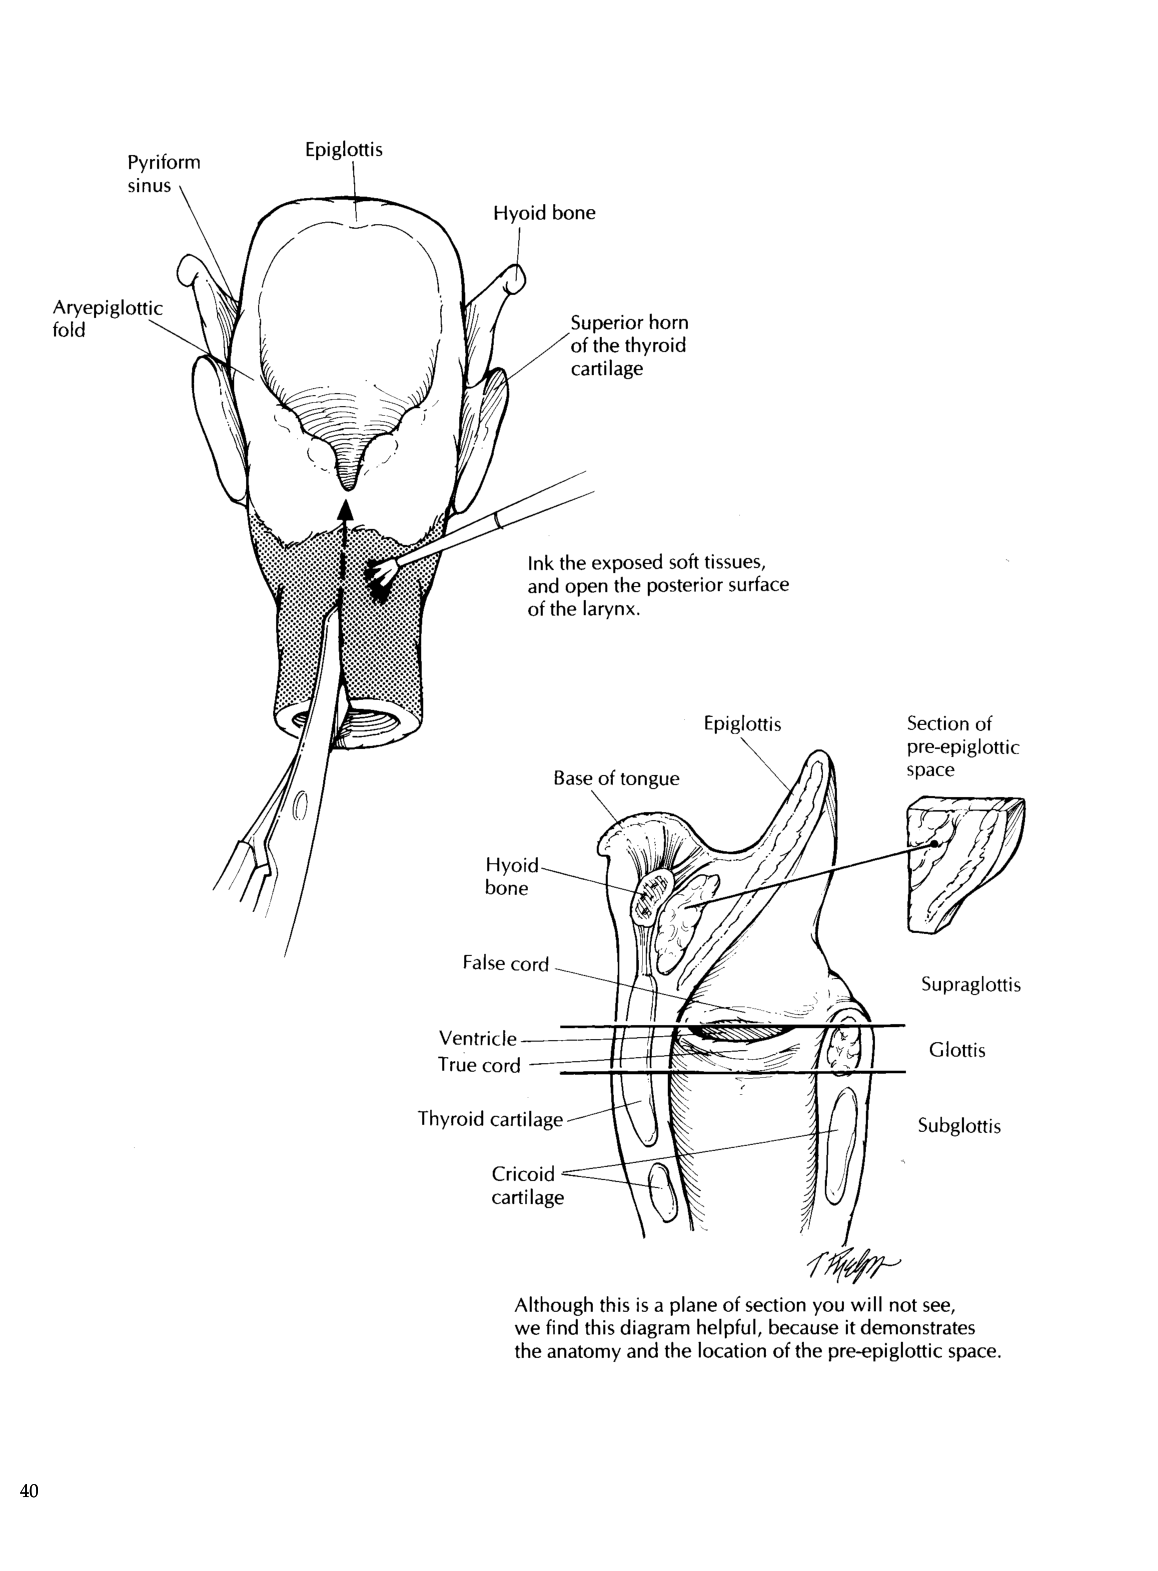 Epiglottis
Pyriform
sinus
Hyoid bone
Aryepiglottic
fold
Superior horn
of the thyroid
cartilage
Ink the exposed soft tissues,
and open the posterior surface
of the larynx.
Epiglottis
Section of
pre-epiglottic
space
Base of tongue
Hyoid
bone
False cord
Supraglottis
Ventricle
True cord
Glottis
Thyroid cartilage
Subglottis
Cricoid
cartilage
T Phelps
Although this is a plane of section you will not see,
we find this diagram helpful, because it demonstrates
the anatomy and the location of the pre-epiglottic space.
40